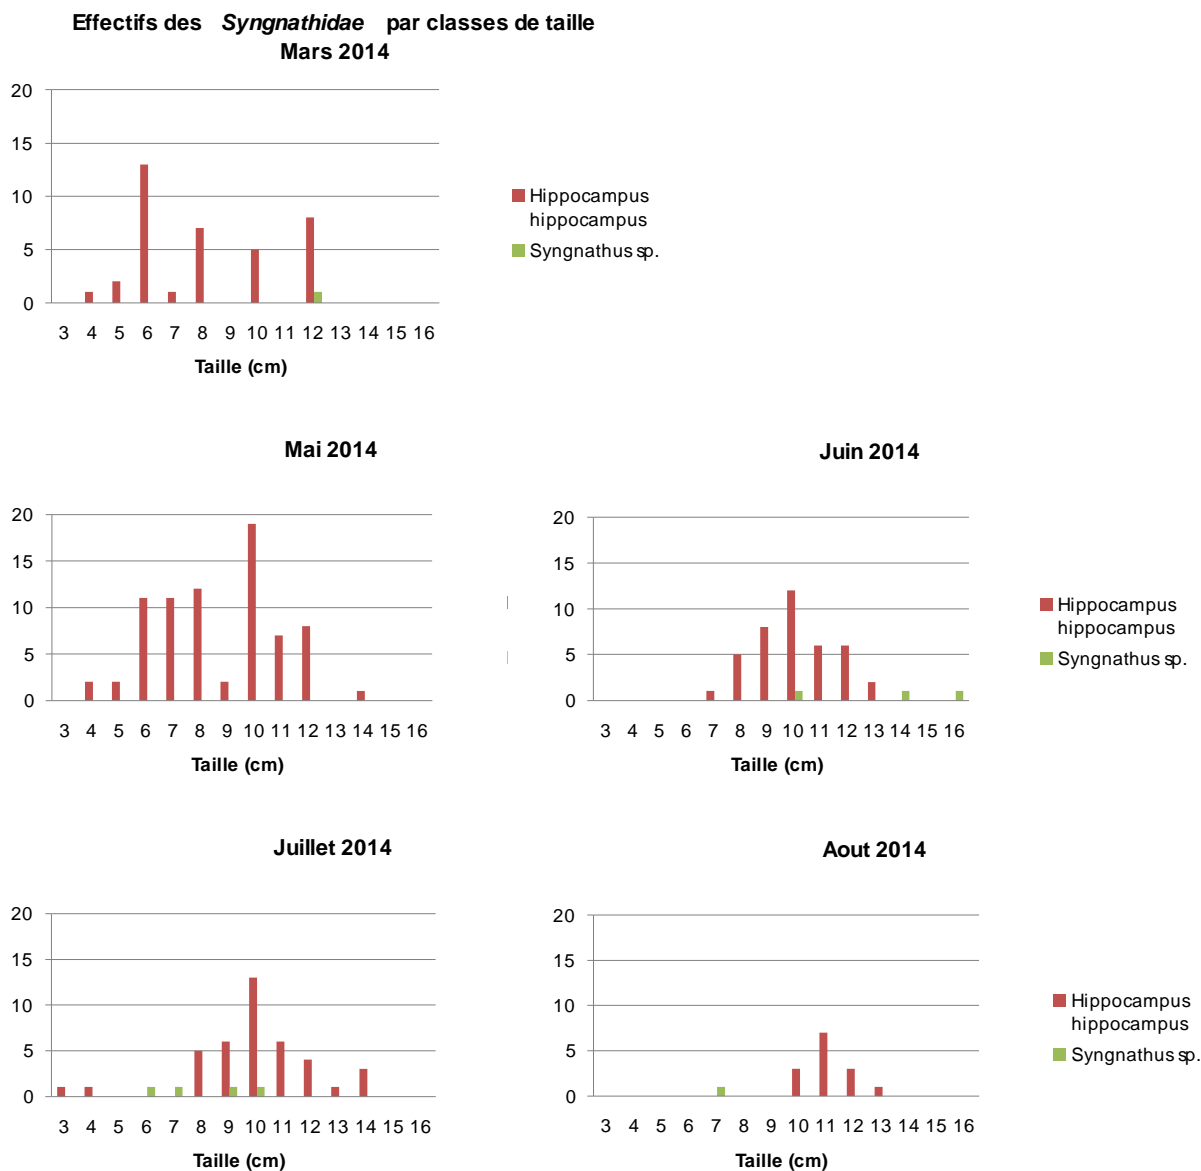 Effectifs des Syngnathidae par classes de taille
Mars 2014
20
15
10
5
0
3 4 5 6 7 8 9 10 11 12 13 14 15 16
Taille (cm)
Hippocampus
hippocampus
Syngnathus sp.
Mai 2014
20
15
10
5
0
3 4 5 6 7 8 9 10 11 12 13 14 15 16
Taille (cm)
Juin 2014
20
15
10
5
0
3 4 5 6 7 8 9 10 11 12 13 14 15 16
Taille (cm)
Hippocampus
hippocampus
Syngnathus sp.
Juillet 2014
20
15
10
5
0
3 4 5 6 7 8 9 10 11 12 13 14 15 16
Taille (cm)
Aout 2014
20
15
10
5
0
3 4 5 6 7 8 9 10 11 12 13 14 15 16
Taille (cm)
Hippocampus
hippocampus
Syngnathus sp.